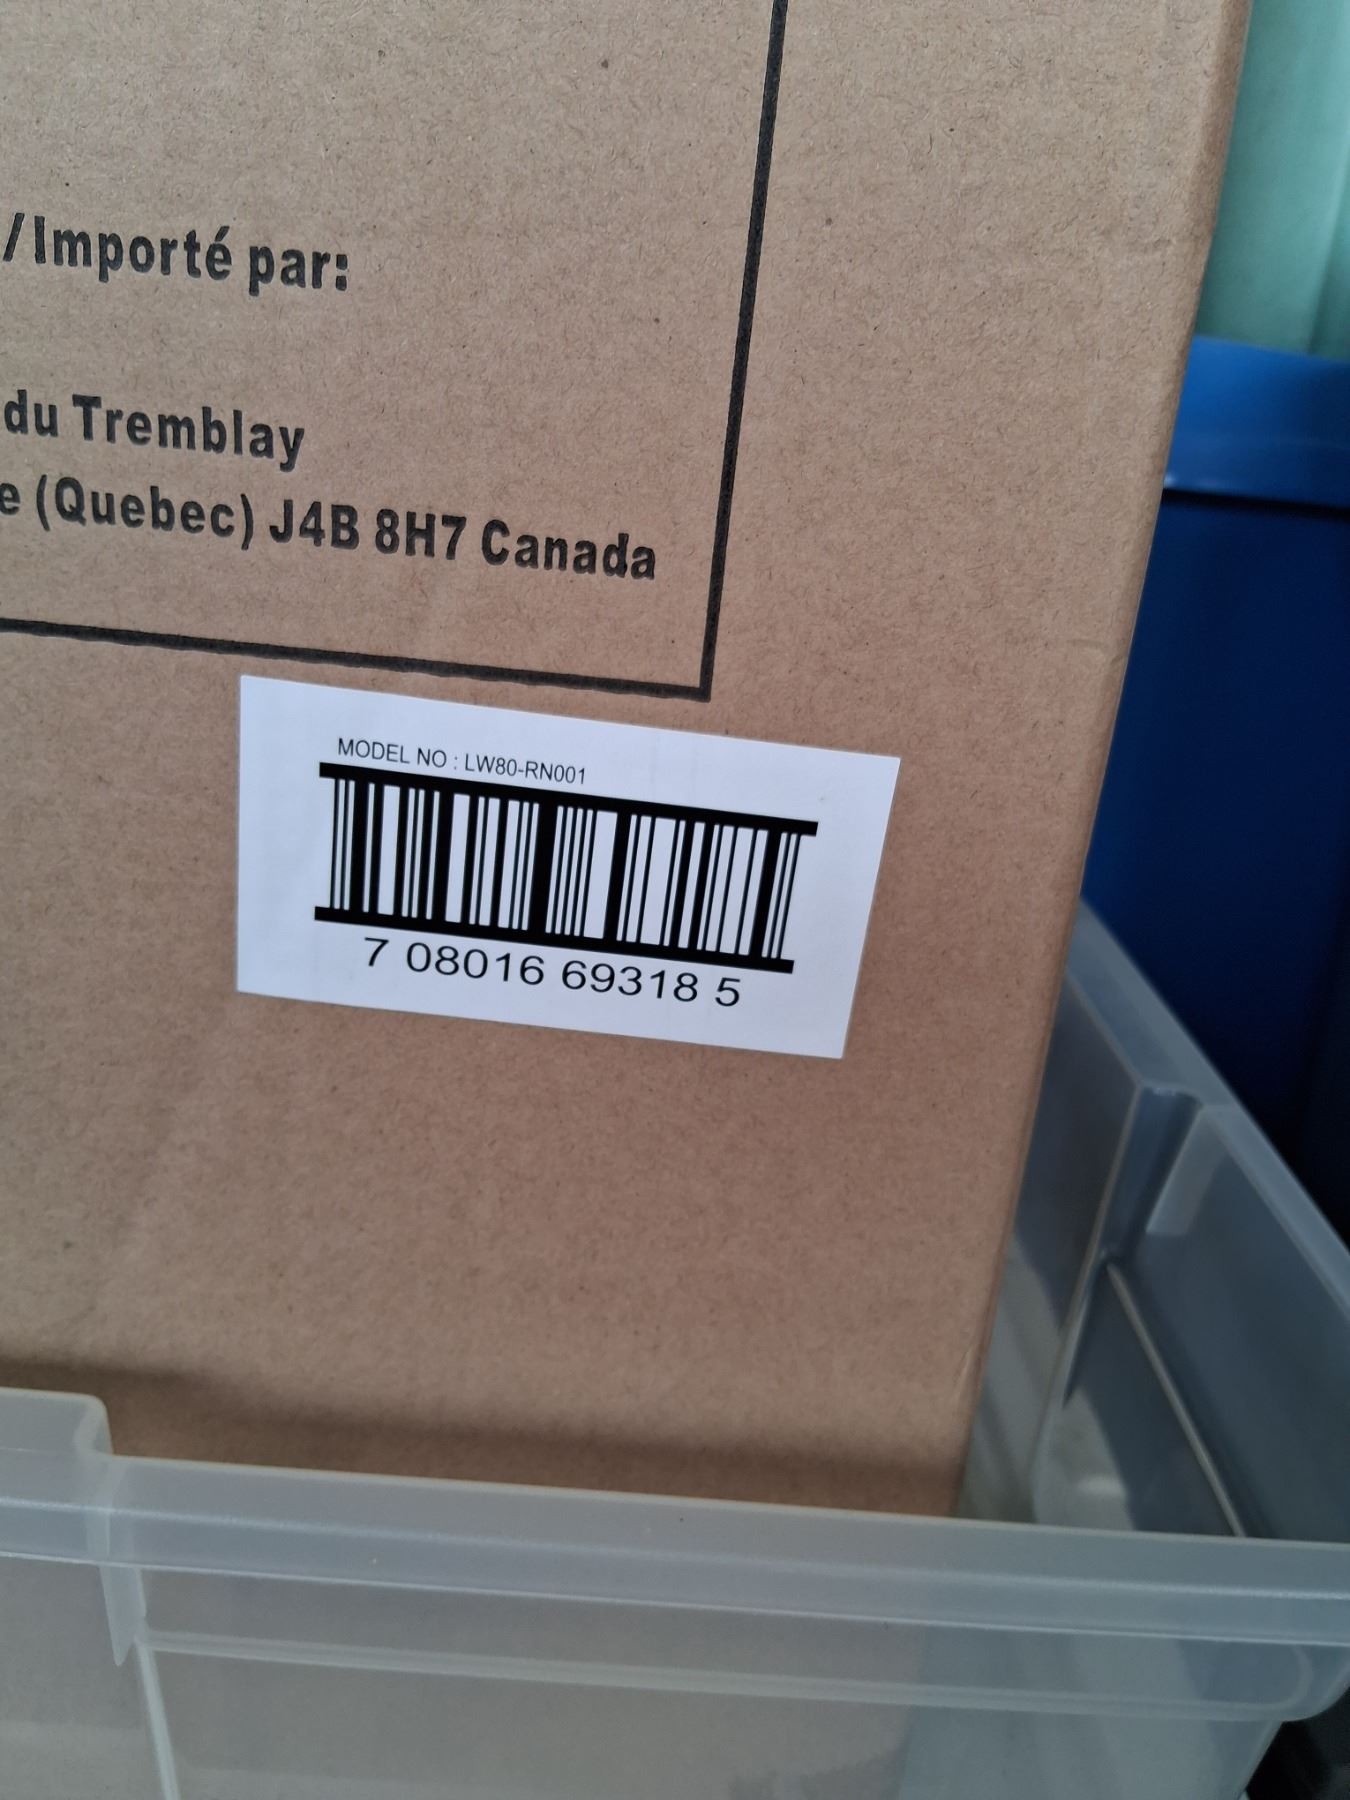 /Importé par:
du Tremblay
e (Quebec) J4B 8H7 Canada
MODEL NO : LW80-RN001
7 08016 69318 5